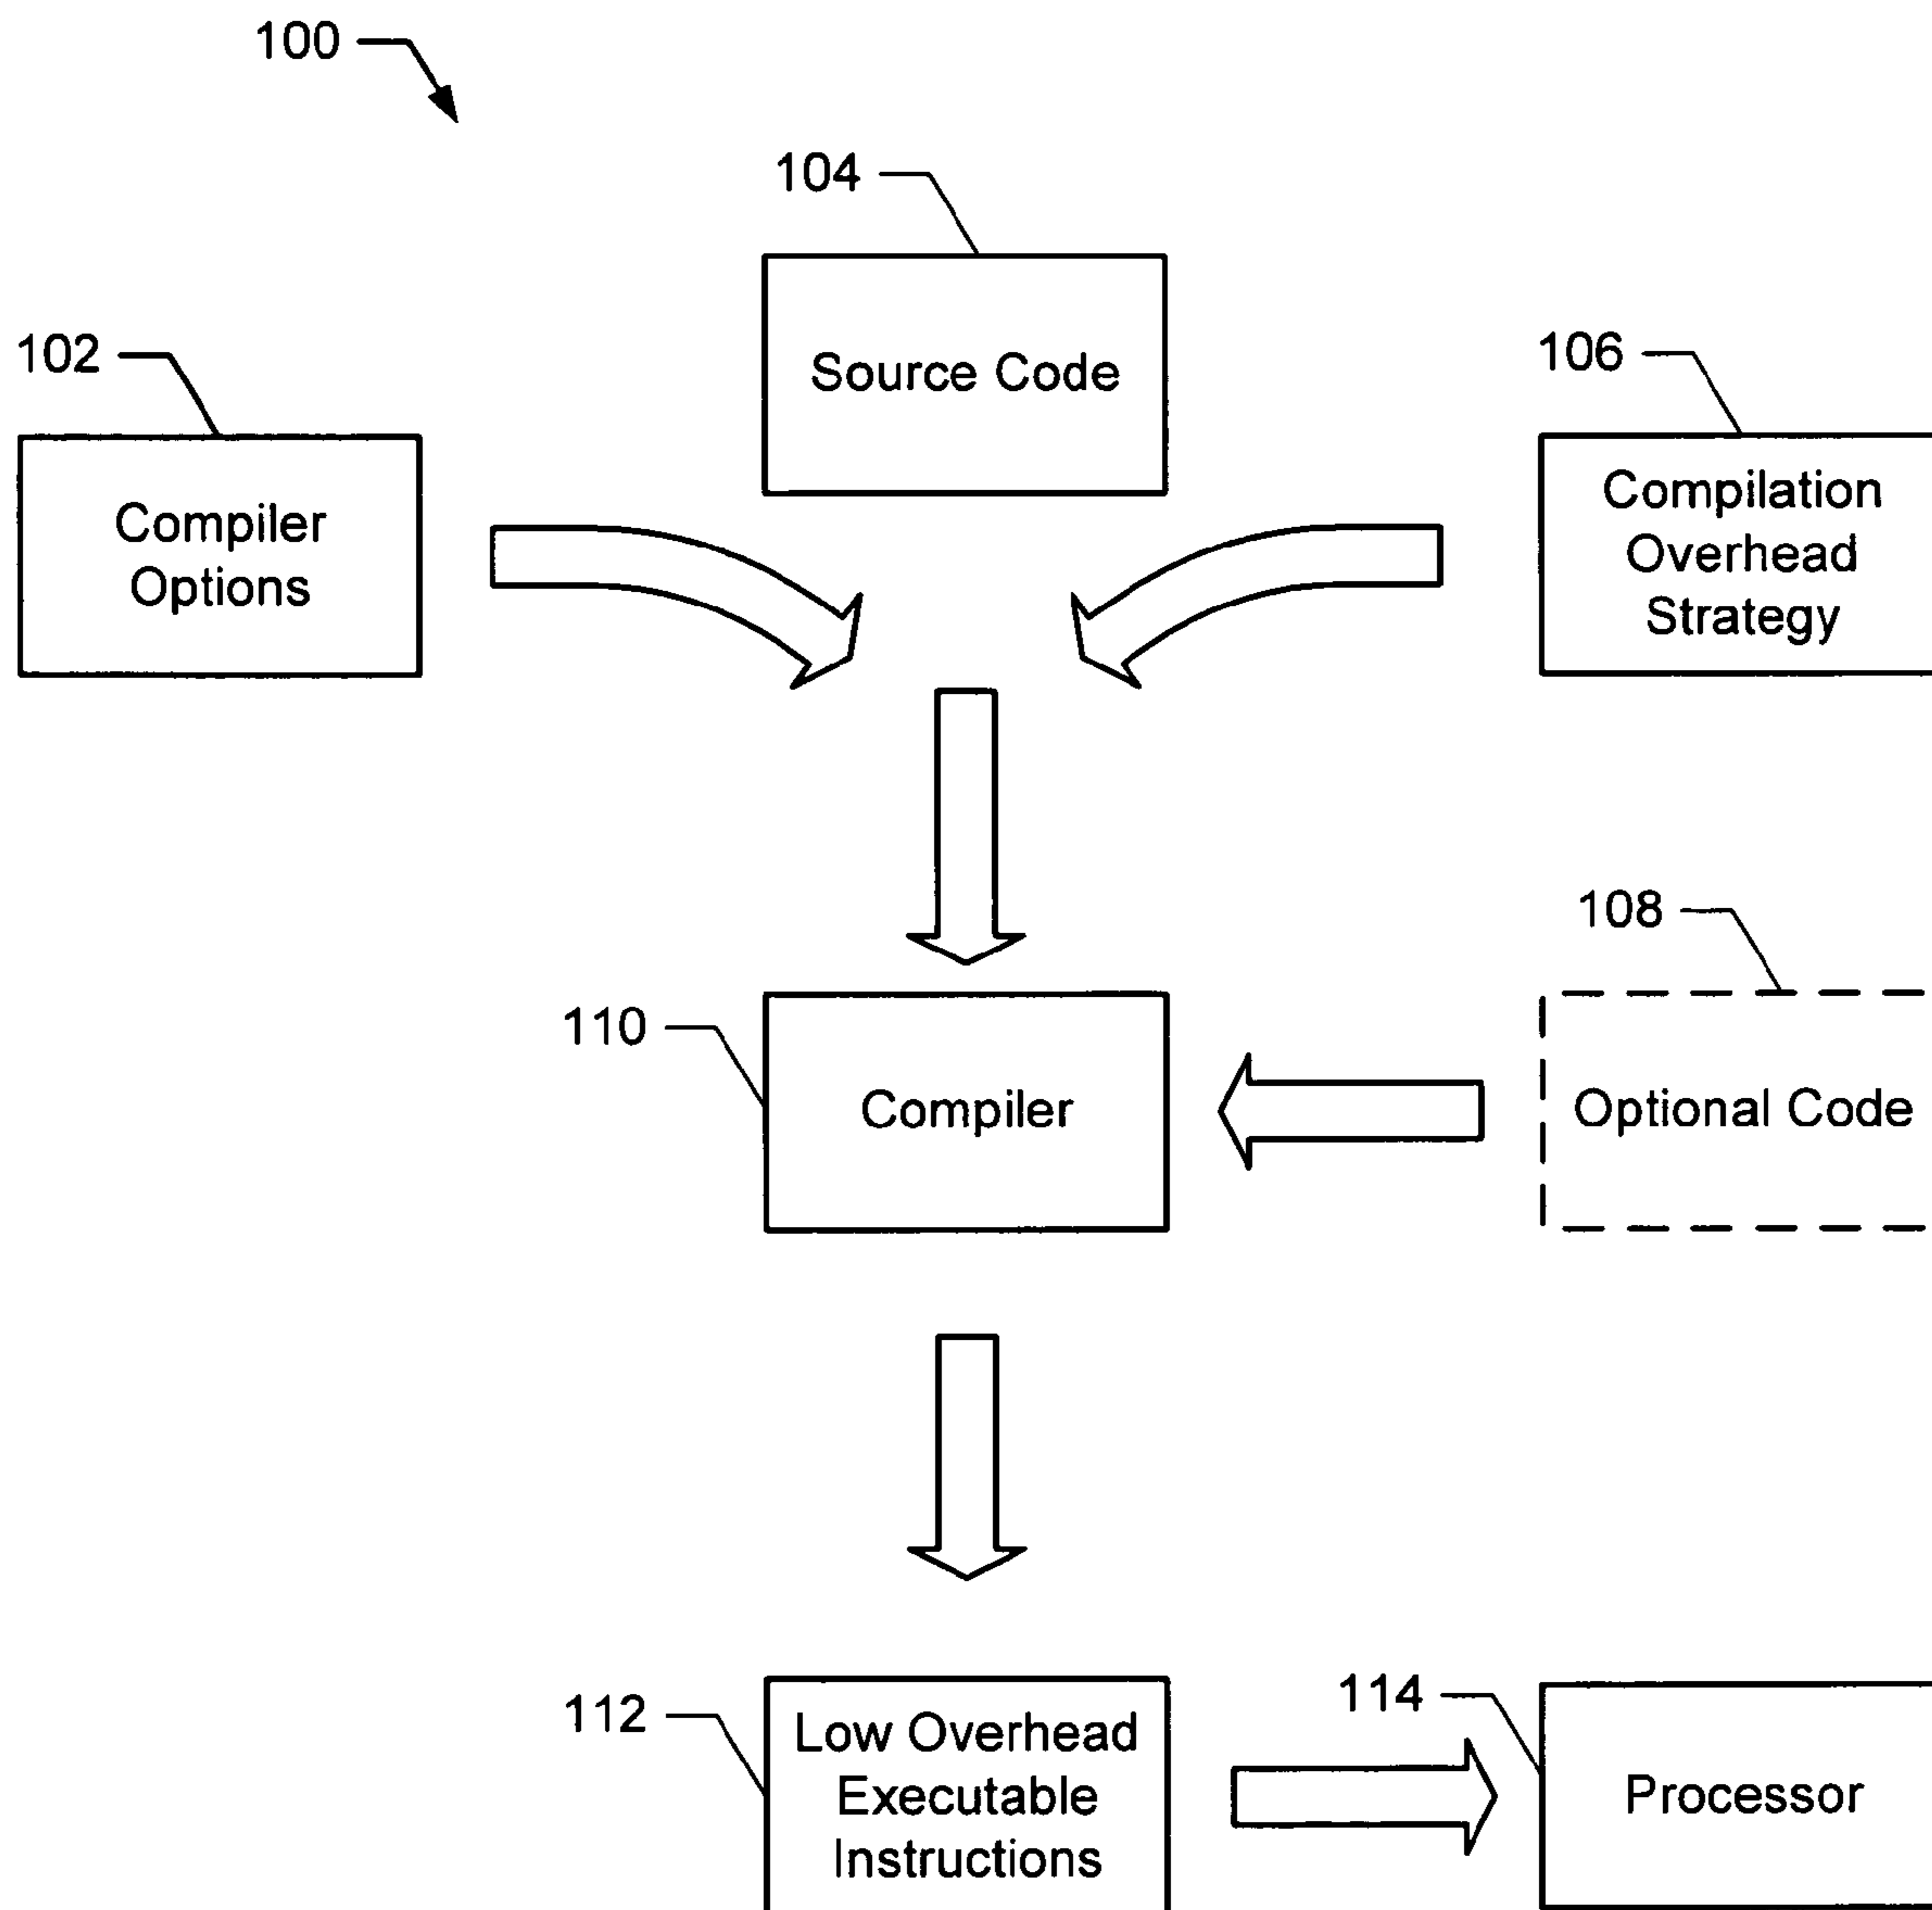 100
104
Source Code
102
Compiler
Options
106
Compilation
Overhead
Strategy
108
Optional Code
110
Compiler
112
Low Overhead
Executable
Instructions
114
Processor